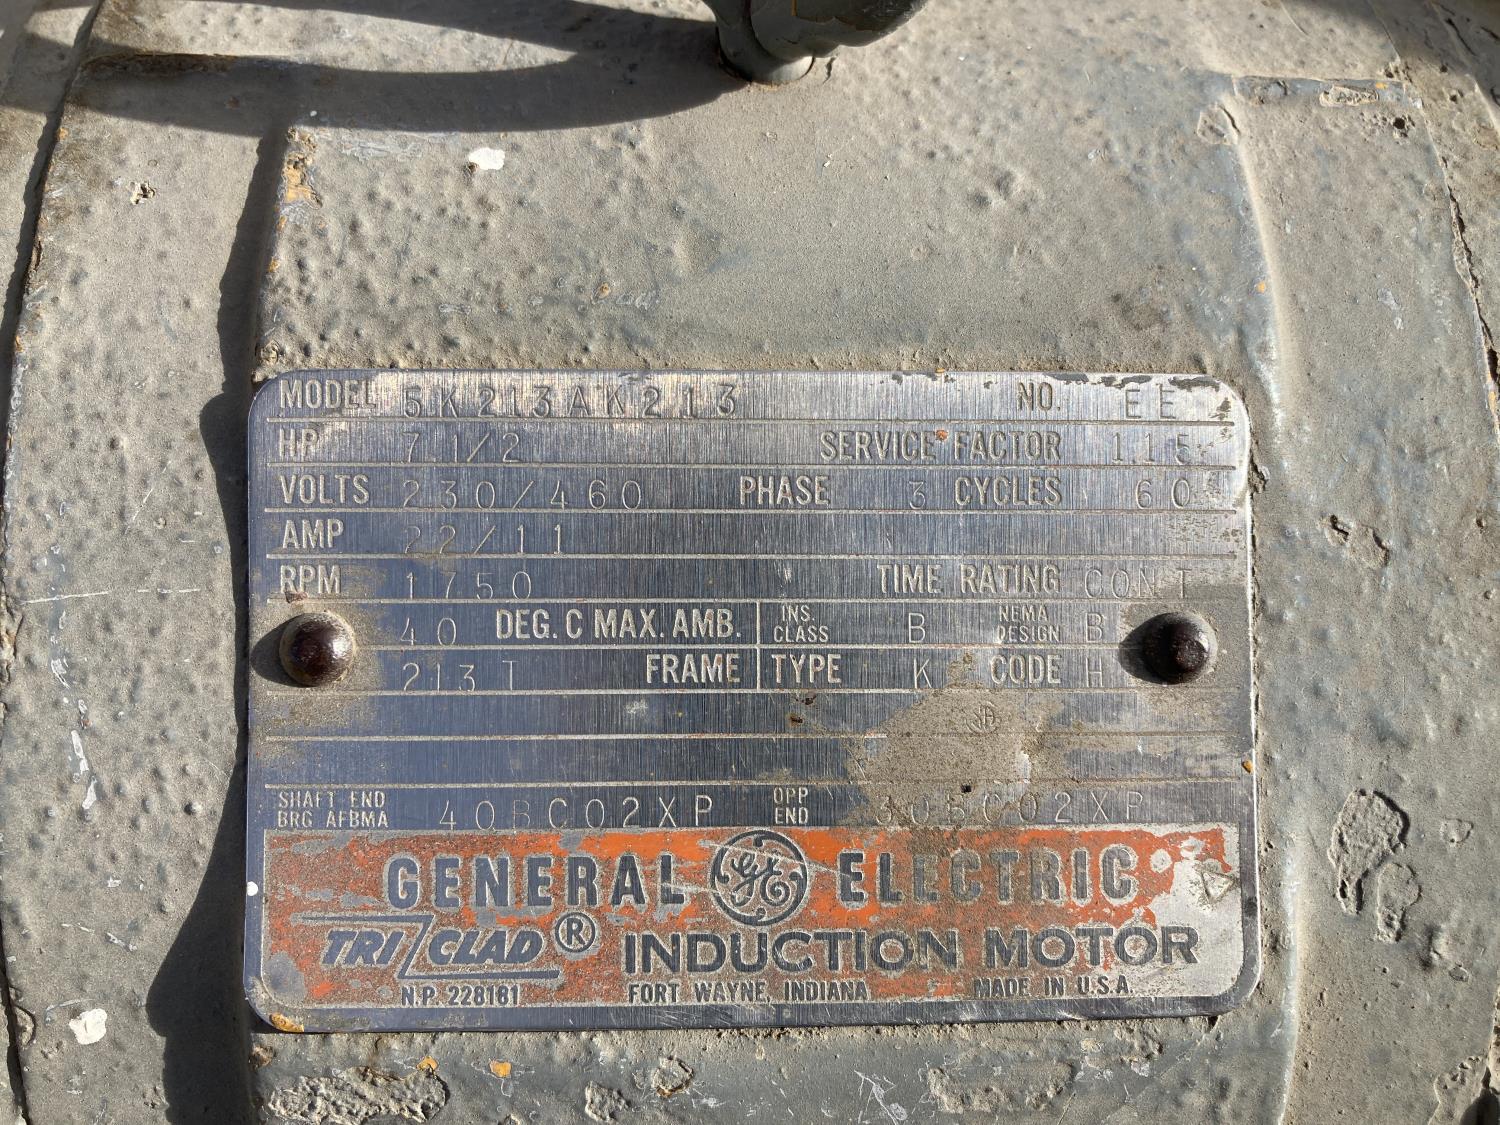 MODEL 5K213AK213 NO. EE
HP 7 1/2 SERVICE FACTOR 1.15
VOLTS 230/460 PHASE 3 CYCLES 60
AMP 22/11
RPM 1750 TIME RATING CONT
40 DEG. C MAX. AMB. INS. CLASS B NEMA DESIGN B
213T FRAME TYPE K CODE H
SHAFT END BRG AFBMA 40BC02XP OPP END 30BC02XP
GENERAL GE ELECTRIC
TRI CLAD ® INDUCTION MOTOR
N.P. 228181 FORT WAYNE, INDIANA MADE IN U.S.A.